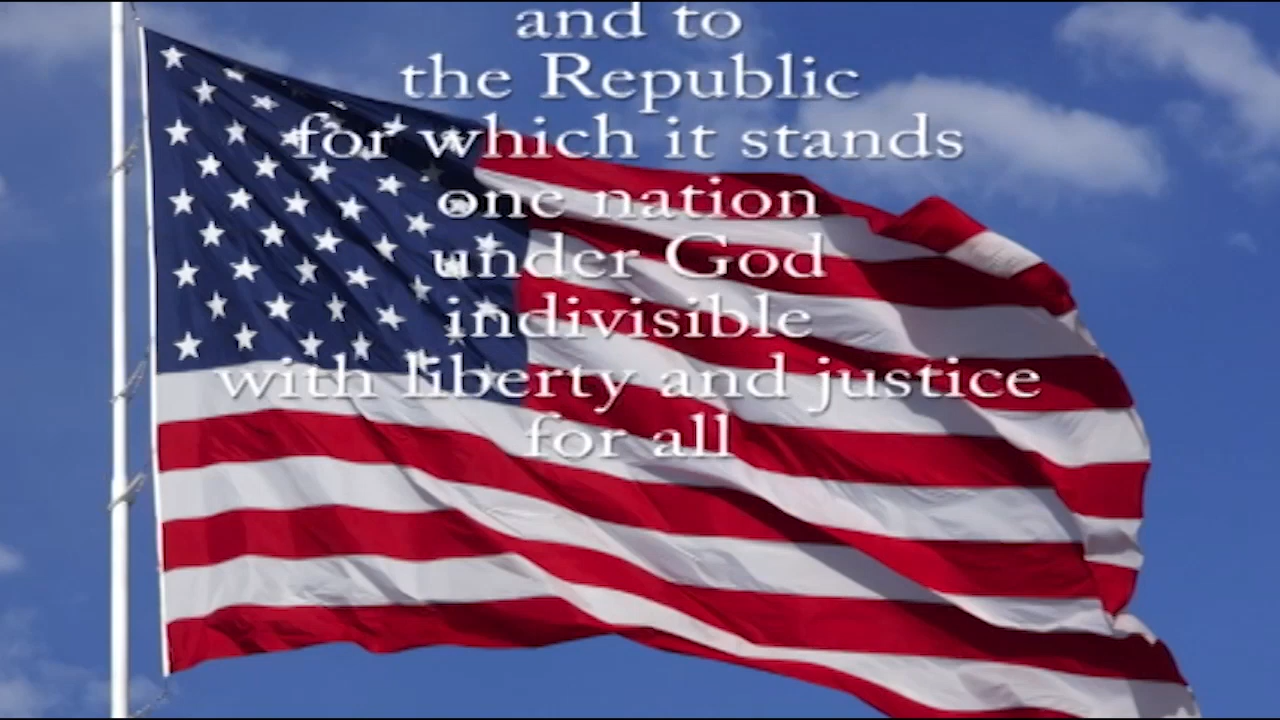 and to
the Republic
for which it stands
one nation
under God
indivisible
with liberty and justice
for all